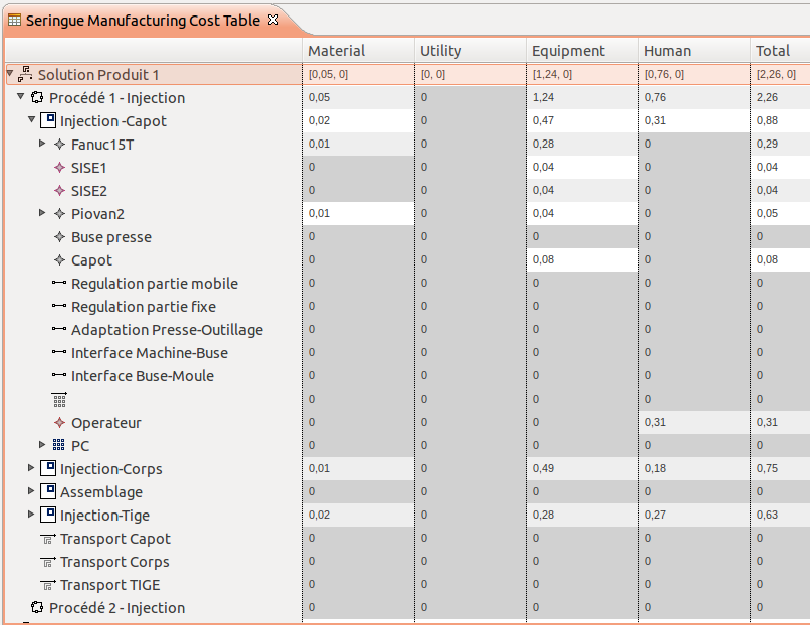 Seringue Manufacturing Cost Table
Material Utility Equipment Human Total
Solution Produit 1 [0,05, 0] [0, 0] [1,24, 0] [0,76, 0] [2,26, 0]
Procédé 1 - Injection 0,05 0 1,24 0,76 2,26
Injection -Capot 0,02 0 0,47 0,31 0,88
Fanuc15T 0,01 0 0,28 0 0,29
SISE1 0 0 0,04 0 0,04
SISE2 0 0 0,04 0 0,04
Piovan2 0,01 0 0,04 0 0,05
Buse presse 0 0 0 0 0
Capot 0 0 0,08 0 0,08
Regulation partie mobile 0 0 0 0 0
Regulation partie fixe 0 0 0 0 0
Adaptation Presse-Outillage 0 0 0 0 0
Interface Machine-Buse 0 0 0 0 0
Interface Buse-Moule 0 0 0 0 0
0 0 0 0 0
Operateur 0 0 0 0,31 0,31
PC 0 0 0 0 0
Injection-Corps 0,01 0 0,49 0,18 0,75
Assemblage 0 0 0 0 0
Injection-Tige 0,02 0 0,28 0,27 0,63
Transport Capot 0 0 0 0 0
Transport Corps 0 0 0 0 0
Transport TIGE 0 0 0 0 0
Procédé 2 - Injection 0 0 0 0 0